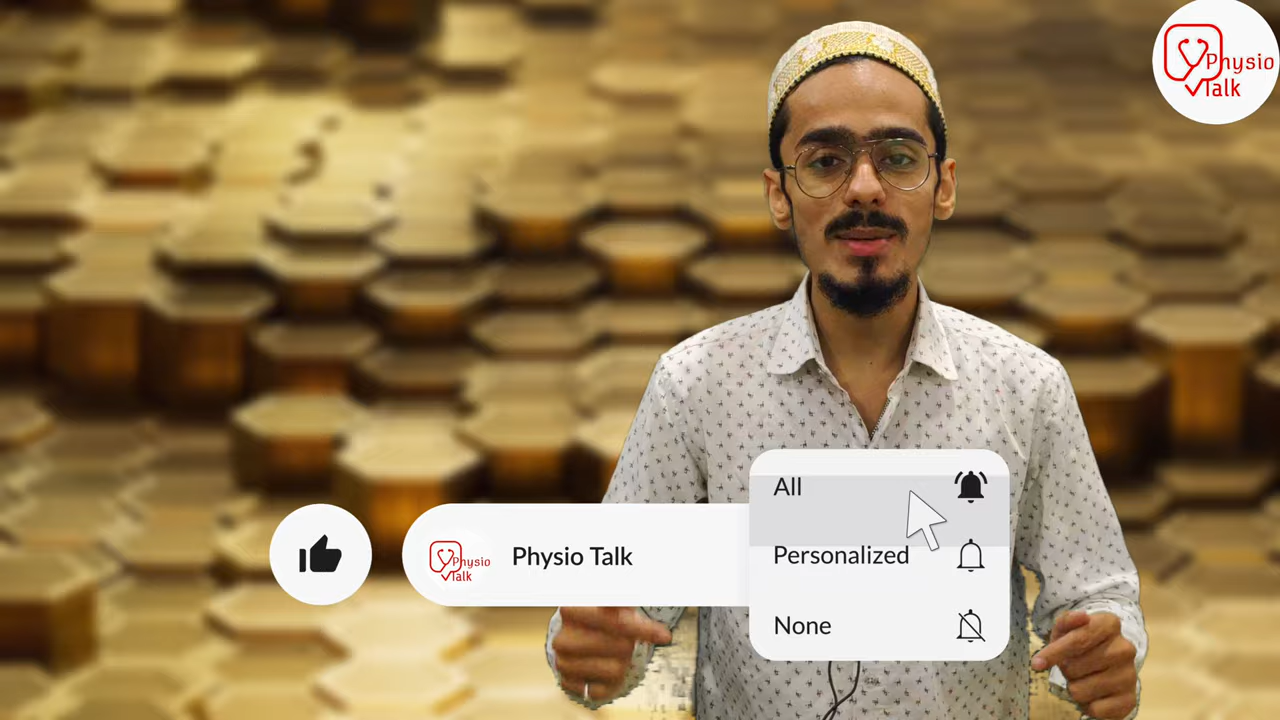 Physio
Talk
All
Physio
Talk
Physio Talk
Personalized
None